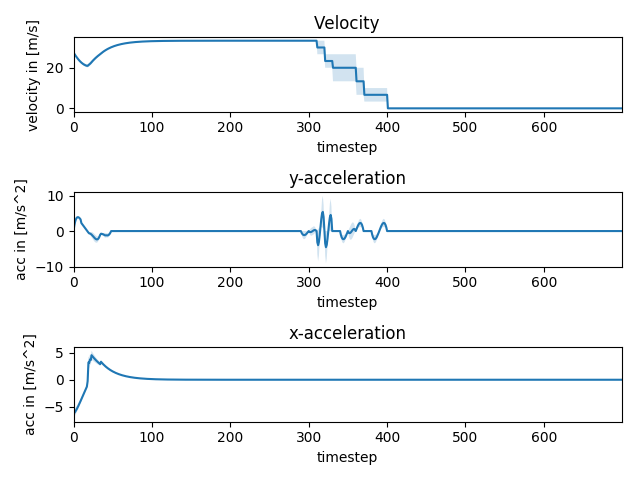 Velocity
velocity in [m/s]
20
0
0 100 200 300 400 500 600
timestep
y-acceleration
acc in [m/s^2]
10
0
−10
0 100 200 300 400 500 600
timestep
x-acceleration
acc in [m/s^2]
5
0
−5
0 100 200 300 400 500 600
timestep